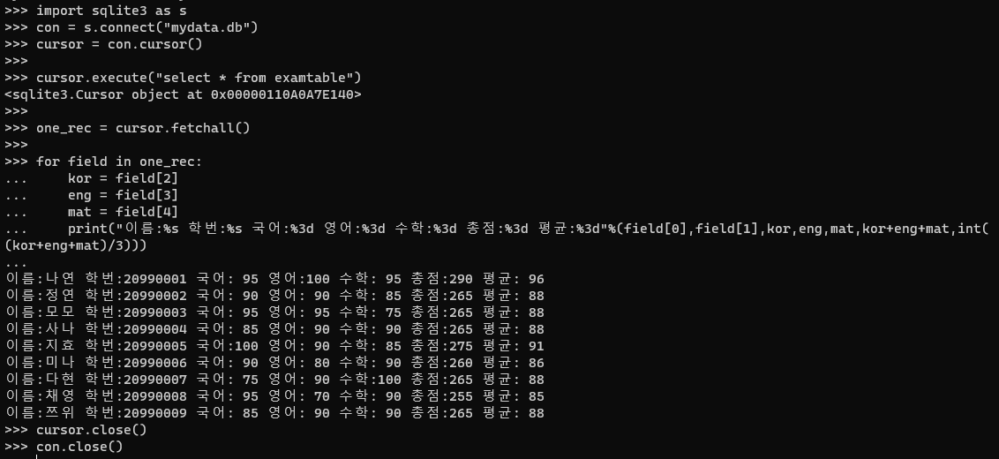 >>> import sqlite3 as s
>>> con = s.connect("mydata.db")
>>> cursor = con.cursor()
>>>
>>> cursor.execute("select * from examtable")
<sqlite3.Cursor object at 0x00000110A0A7E140>
>>>
>>> one_rec = cursor.fetchall()
>>>
>>> for field in one_rec:
...     kor = field[2]
...     eng = field[3]
...     mat = field[4]
...     print("이름:%s 학번:%s 국어:%3d 영어:%3d 수학:%3d 총점:%3d 평균:%3d"%(field[0],field[1],kor,eng,mat,kor+eng+mat,int(
(kor+eng+mat)/3)))
...
이름:나연 학번:20990001 국어: 95 영어:100 수학: 95 총점:290 평균: 96
이름:정연 학번:20990002 국어: 90 영어: 90 수학: 85 총점:265 평균: 88
이름:모모 학번:20990003 국어: 95 영어: 95 수학: 75 총점:265 평균: 88
이름:사나 학번:20990004 국어: 85 영어: 90 수학: 90 총점:265 평균: 88
이름:지효 학번:20990005 국어:100 영어: 90 수학: 85 총점:275 평균: 91
이름:미나 학번:20990006 국어: 90 영어: 80 수학: 90 총점:260 평균: 86
이름:다현 학번:20990007 국어: 75 영어: 90 수학:100 총점:265 평균: 88
이름:채영 학번:20990008 국어: 95 영어: 70 수학: 90 총점:255 평균: 85
이름:쯔위 학번:20990009 국어: 85 영어: 90 수학: 90 총점:265 평균: 88
>>> cursor.close()
>>> con.close()